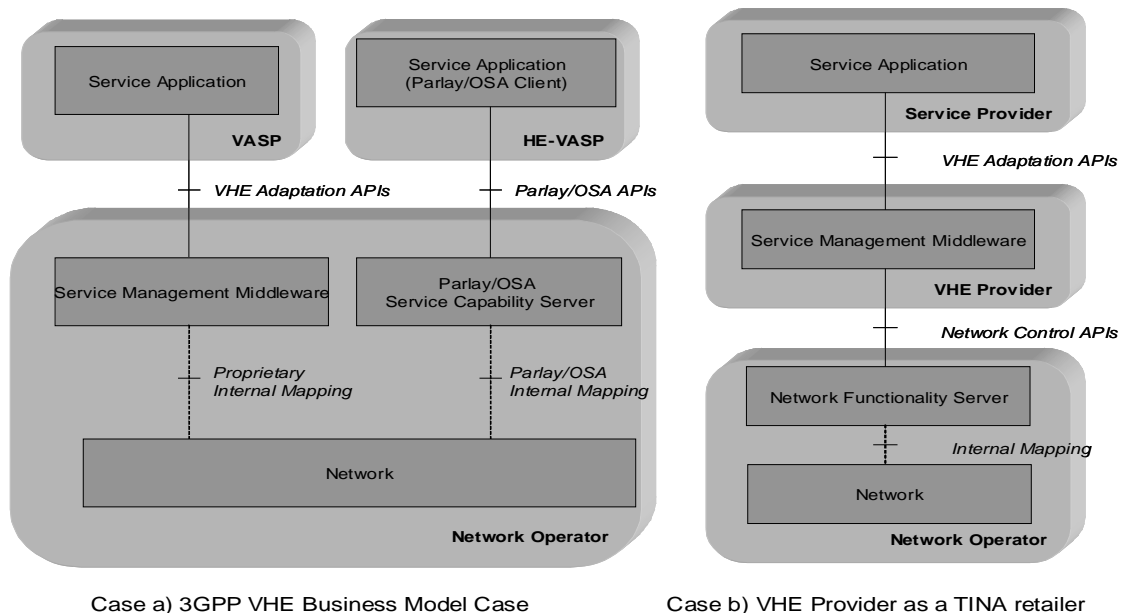 Service Application
VASP
Service Application
(Parlay/OSA Client)
HE-VASP
VHE Adaptation APIs
Parlay/OSA APIs
Service Management Middleware
Parlay/OSA
Service Capability Server
Proprietary
Internal Mapping
Parlay/OSA
Internal Mapping
Network
Network Operator
Case a) 3GPP VHE Business Model Case
Service Application
Service Provider
VHE Adaptation APIs
Service Management Middleware
VHE Provider
Network Control APIs
Network Functionality Server
Internal Mapping
Network
Network Operator
Case b) VHE Provider as a TINA retailer